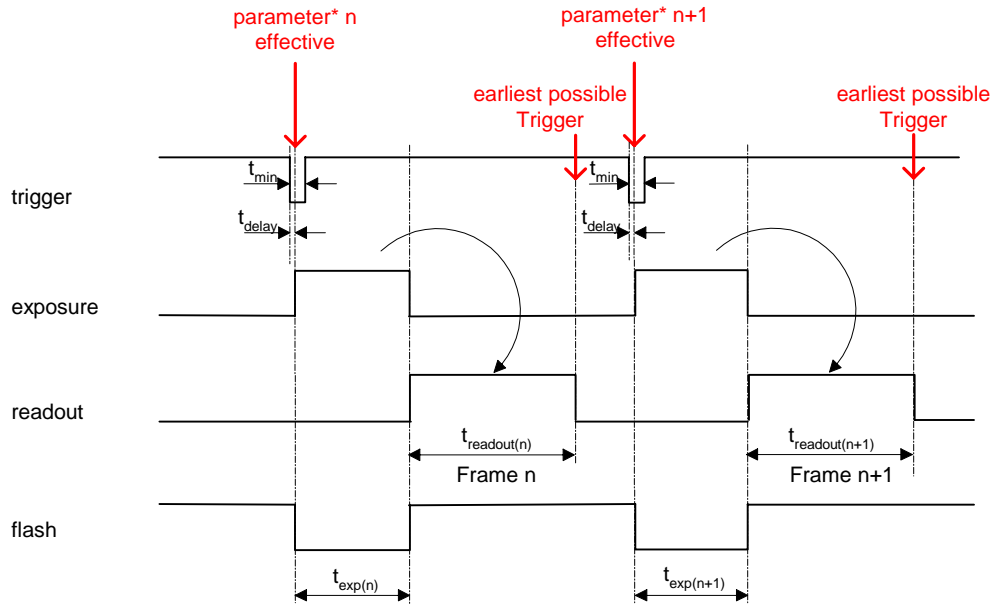 parameter* n
effective
parameter* n+1
effective
earliest possible
Trigger
earliest possible
Trigger
trigger
tmin
tmin
tdelay
tdelay
exposure
readout
treadout(n)
Frame n
treadout(n+1)
Frame n+1
flash
texp(n)
texp(n+1)